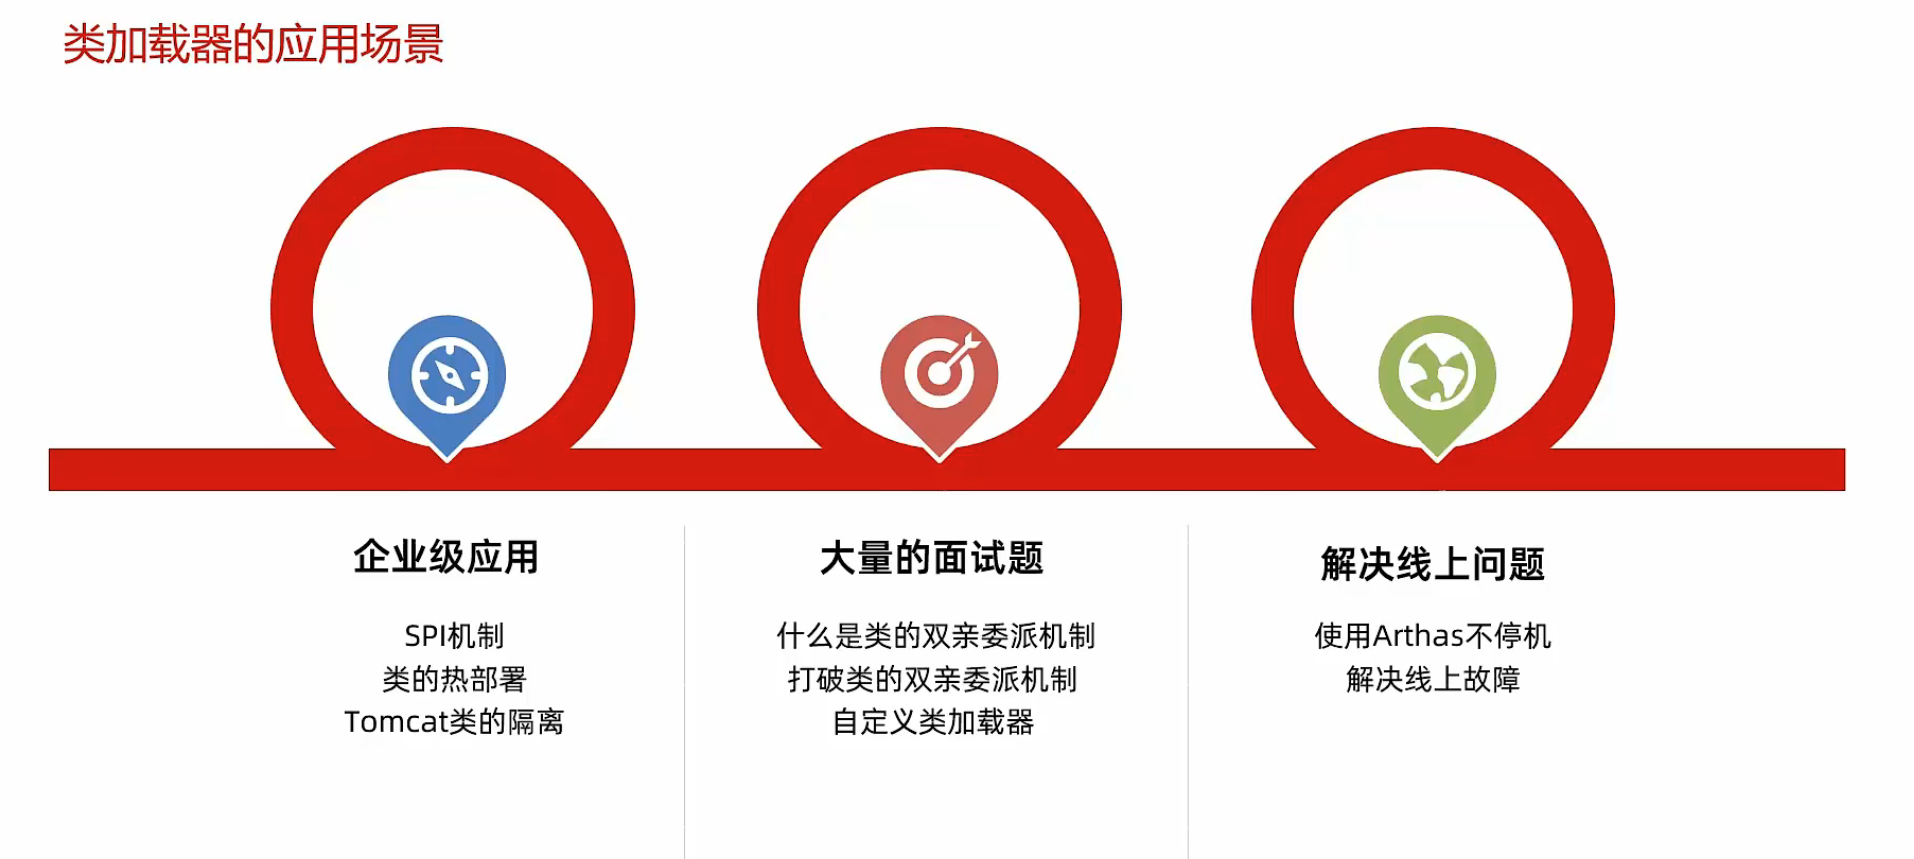 类加载器的应用场景
企业级应用
SPI机制
类的热部署
Tomcat类的隔离
大量的面试题
什么是类的双亲委派机制
打破类的双亲委派机制
自定义类加载器
解决线上问题
使用Arthas不停机
解决线上故障